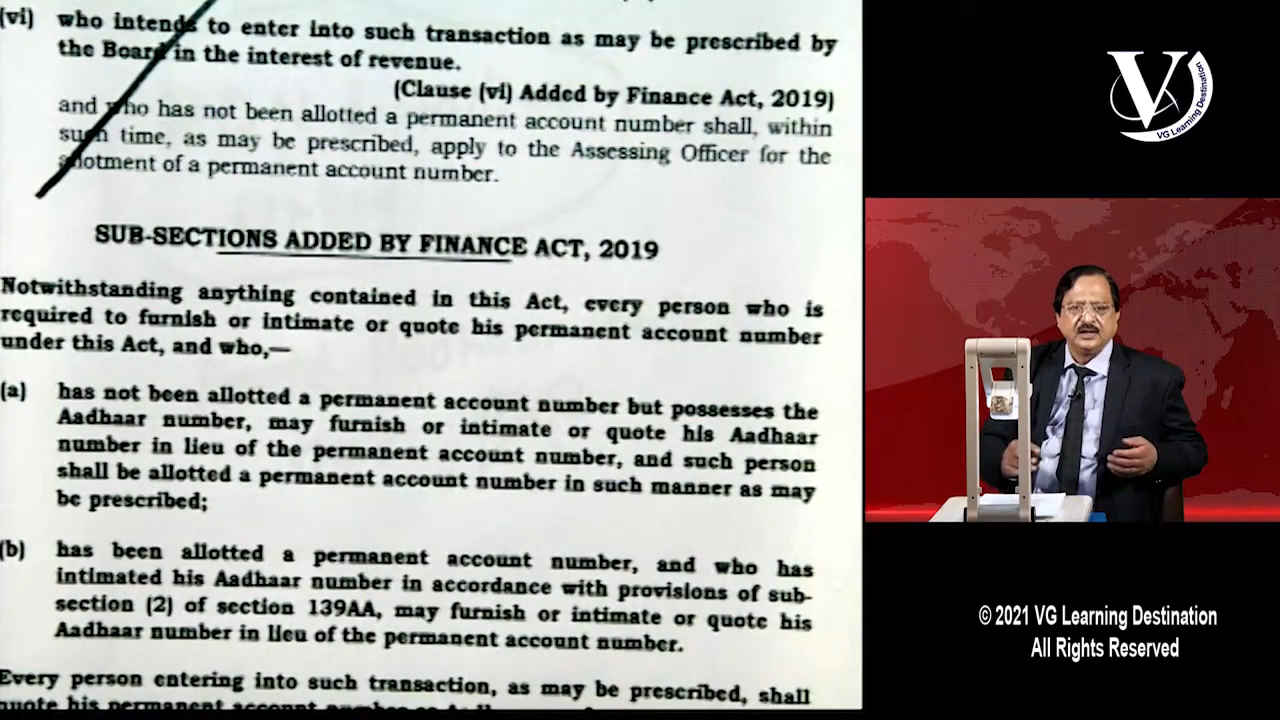 (vi) who intends to enter into such transaction as may be prescribed by
the Board in the interest of revenue.
(Clause (vi) Added by Finance Act, 2019)
and who has not been allotted a permanent account number shall, within
such time, as may be prescribed, apply to the Assessing Officer for the
allotment of a permanent account number.
SUB-SECTIONS ADDED BY FINANCE ACT, 2019
Notwithstanding anything contained in this Act, every person who is
required to furnish or intimate or quote his permanent account number
under this Act, and who,—
(a) has not been allotted a permanent account number but possesses the
Aadhaar number, may furnish or intimate or quote his Aadhaar
number in lieu of the permanent account number, and such person
shall be allotted a permanent account number in such manner as may
be prescribed;
(b) has been allotted a permanent account number, and who has
intimated his Aadhaar number in accordance with provisions of sub-
section (2) of section 139AA, may furnish or intimate or quote his
Aadhaar number in lieu of the permanent account number.
Every person entering into such transaction, as may be prescribed, shall
quote his permanent account number
V
VG Learning Destination
© 2021 VG Learning Destination
All Rights Reserved